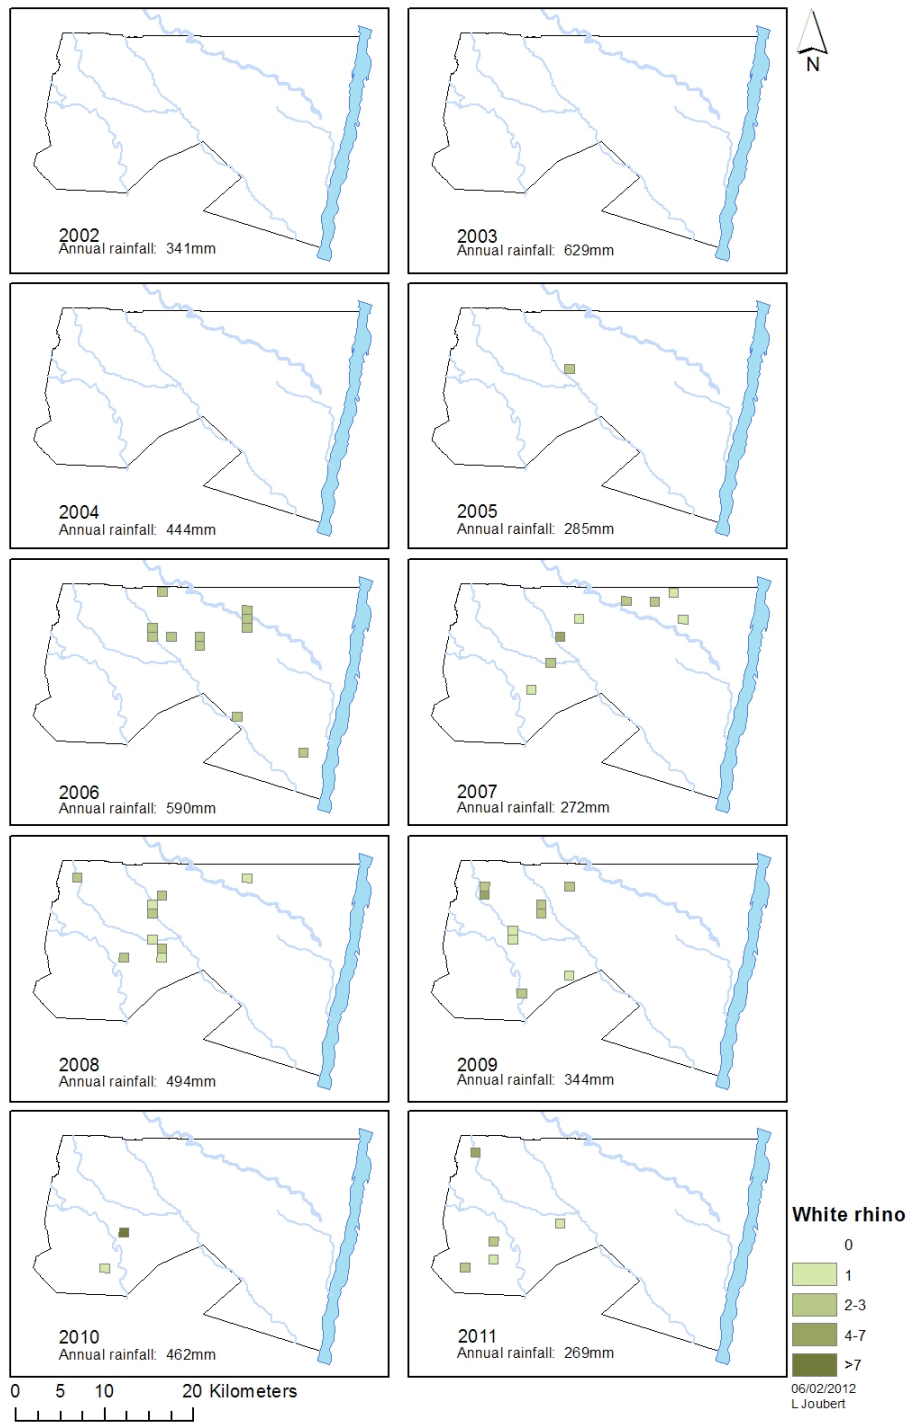 N
2002
Annual rainfall: 341mm
2003
Annual rainfall: 629mm
2004
Annual rainfall: 444mm
2005
Annual rainfall: 285mm
2006
Annual rainfall: 590mm
2007
Annual rainfall: 272mm
2008
Annual rainfall: 494mm
2009
Annual rainfall: 344mm
2010
Annual rainfall: 462mm
2011
Annual rainfall: 269mm
White rhino
0
1
2-3
4-7
>7
06/02/2012
L Joubert
0 5 10 20 Kilometers